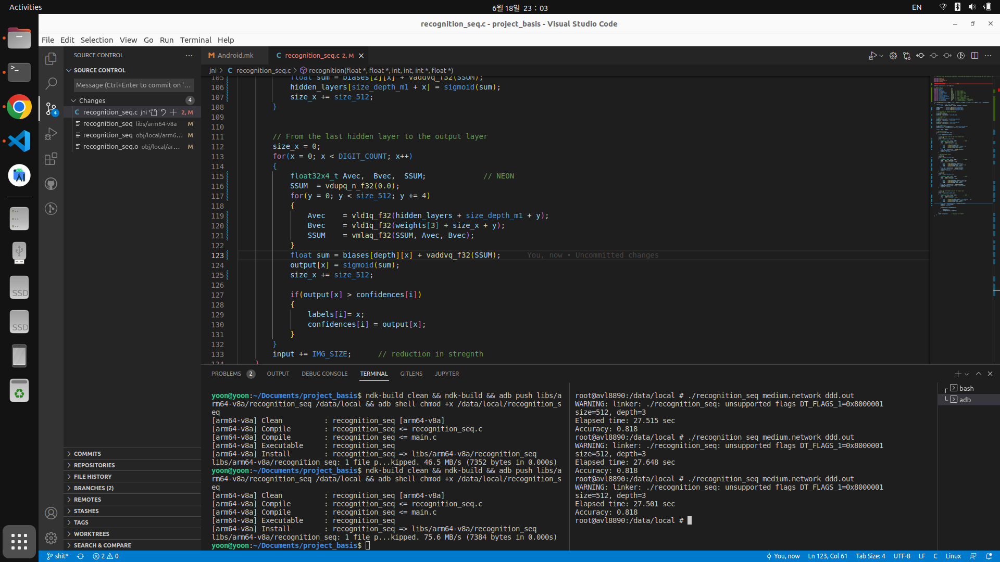 Activities
6월 18일 23 : 03
EN
recognition_seq.c - project_basis - Visual Studio Code
File Edit Selection View Go Run Terminal Help
SOURCE CONTROL
SOURCE CONTROL
Message (Ctrl+Enter to commit on '...
Changes 4
recognition_seq.c jni 2, M
recognition_seq libs/arm64-v8a M
recognition_seq obj/local/arm6... M
recognition_seq.o obj/local/ar... M
COMMITS
REPOSITORIES
FILE HISTORY
BRANCHES (2)
REMOTES
STASHES
TAGS
WORKTREES
SEARCH & COMPARE
Android.mk
recognition_seq.c 2, M
jni > C recognition_seq.c > recognition(float *, float *, int, int, int *, float *)
105 float sum = biases[2][x] + vaddvq_f32(SSUM);
106 hidden_layers[size_depth_m1 + x] = sigmoid(sum);
107 size_x += size_512;
108 }
109
110
111 // From the last hidden layer to the output layer
112 size_x = 0;
113 for(x = 0; x < DIGIT_COUNT; x++)
114 {
115 float32x4_t Avec, Bvec, SSUM; // NEON
116 SSUM = vdupq_n_f32(0.0);
117 for(y = 0; y < size_512; y += 4)
118 {
119 Avec = vld1q_f32(hidden_layers + size_depth_m1 + y);
120 Bvec = vld1q_f32(weights[3] + size_x + y);
121 SSUM = vmlaq_f32(SSUM, Avec, Bvec);
122 }
123 float sum = biases[depth][x] + vaddvq_f32(SSUM); You, now • Uncommitted changes
124 output[x] = sigmoid(sum);
125 size_x += size_512;
126
127 if(output[x] > confidences[i])
128 {
129 labels[i]= x;
130 confidences[i] = output[x];
131 }
132 }
133 input += IMG_SIZE; // reduction in stregnth
134 }
PROBLEMS 2 OUTPUT DEBUG CONSOLE TERMINAL GITLENS JUPYTER
yoon@yoon:~/Documents/project_basis$ ndk-build clean && ndk-build && adb push libs/a
rm64-v8a/recognition_seq /data/local && adb shell chmod +x /data/local/recognition_s
eq
[arm64-v8a] Clean : recognition_seq [arm64-v8a]
[arm64-v8a] Compile : recognition_seq <= recognition_seq.c
[arm64-v8a] Compile : recognition_seq <= main.c
[arm64-v8a] Executable : recognition_seq
[arm64-v8a] Install : recognition_seq => libs/arm64-v8a/recognition_seq
libs/arm64-v8a/recognition_seq: 1 file p...kipped. 46.5 MB/s (7352 bytes in 0.000s)
yoon@yoon:~/Documents/project_basis$ ndk-build clean && ndk-build && adb push libs/a
rm64-v8a/recognition_seq /data/local && adb shell chmod +x /data/local/recognition_s
eq
[arm64-v8a] Clean : recognition_seq [arm64-v8a]
[arm64-v8a] Compile : recognition_seq <= recognition_seq.c
[arm64-v8a] Compile : recognition_seq <= main.c
[arm64-v8a] Executable : recognition_seq
[arm64-v8a] Install : recognition_seq => libs/arm64-v8a/recognition_seq
libs/arm64-v8a/recognition_seq: 1 file p...kipped. 75.6 MB/s (7384 bytes in 0.000s)
yoon@yoon:~/Documents/project_basis$
root@avl8890:/data/local # ./recognition_seq medium.network ddd.out
WARNING: linker: ./recognition_seq: unsupported flags DT_FLAGS_1=0x8000001
size=512, depth=3
Elapsed time: 27.515 sec
Accuracy: 0.818
root@avl8890:/data/local # ./recognition_seq medium.network ddd.out
WARNING: linker: ./recognition_seq: unsupported flags DT_FLAGS_1=0x8000001
size=512, depth=3
Elapsed time: 27.648 sec
Accuracy: 0.818
root@avl8890:/data/local # ./recognition_seq medium.network ddd.out
WARNING: linker: ./recognition_seq: unsupported flags DT_FLAGS_1=0x8000001
size=512, depth=3
Elapsed time: 27.501 sec
Accuracy: 0.818
root@avl8890:/data/local #
bash
adb
SSD
SSD
shit* 2 0
You, now Ln 123, Col 61 Tab Size: 4 UTF-8 LF C Linux